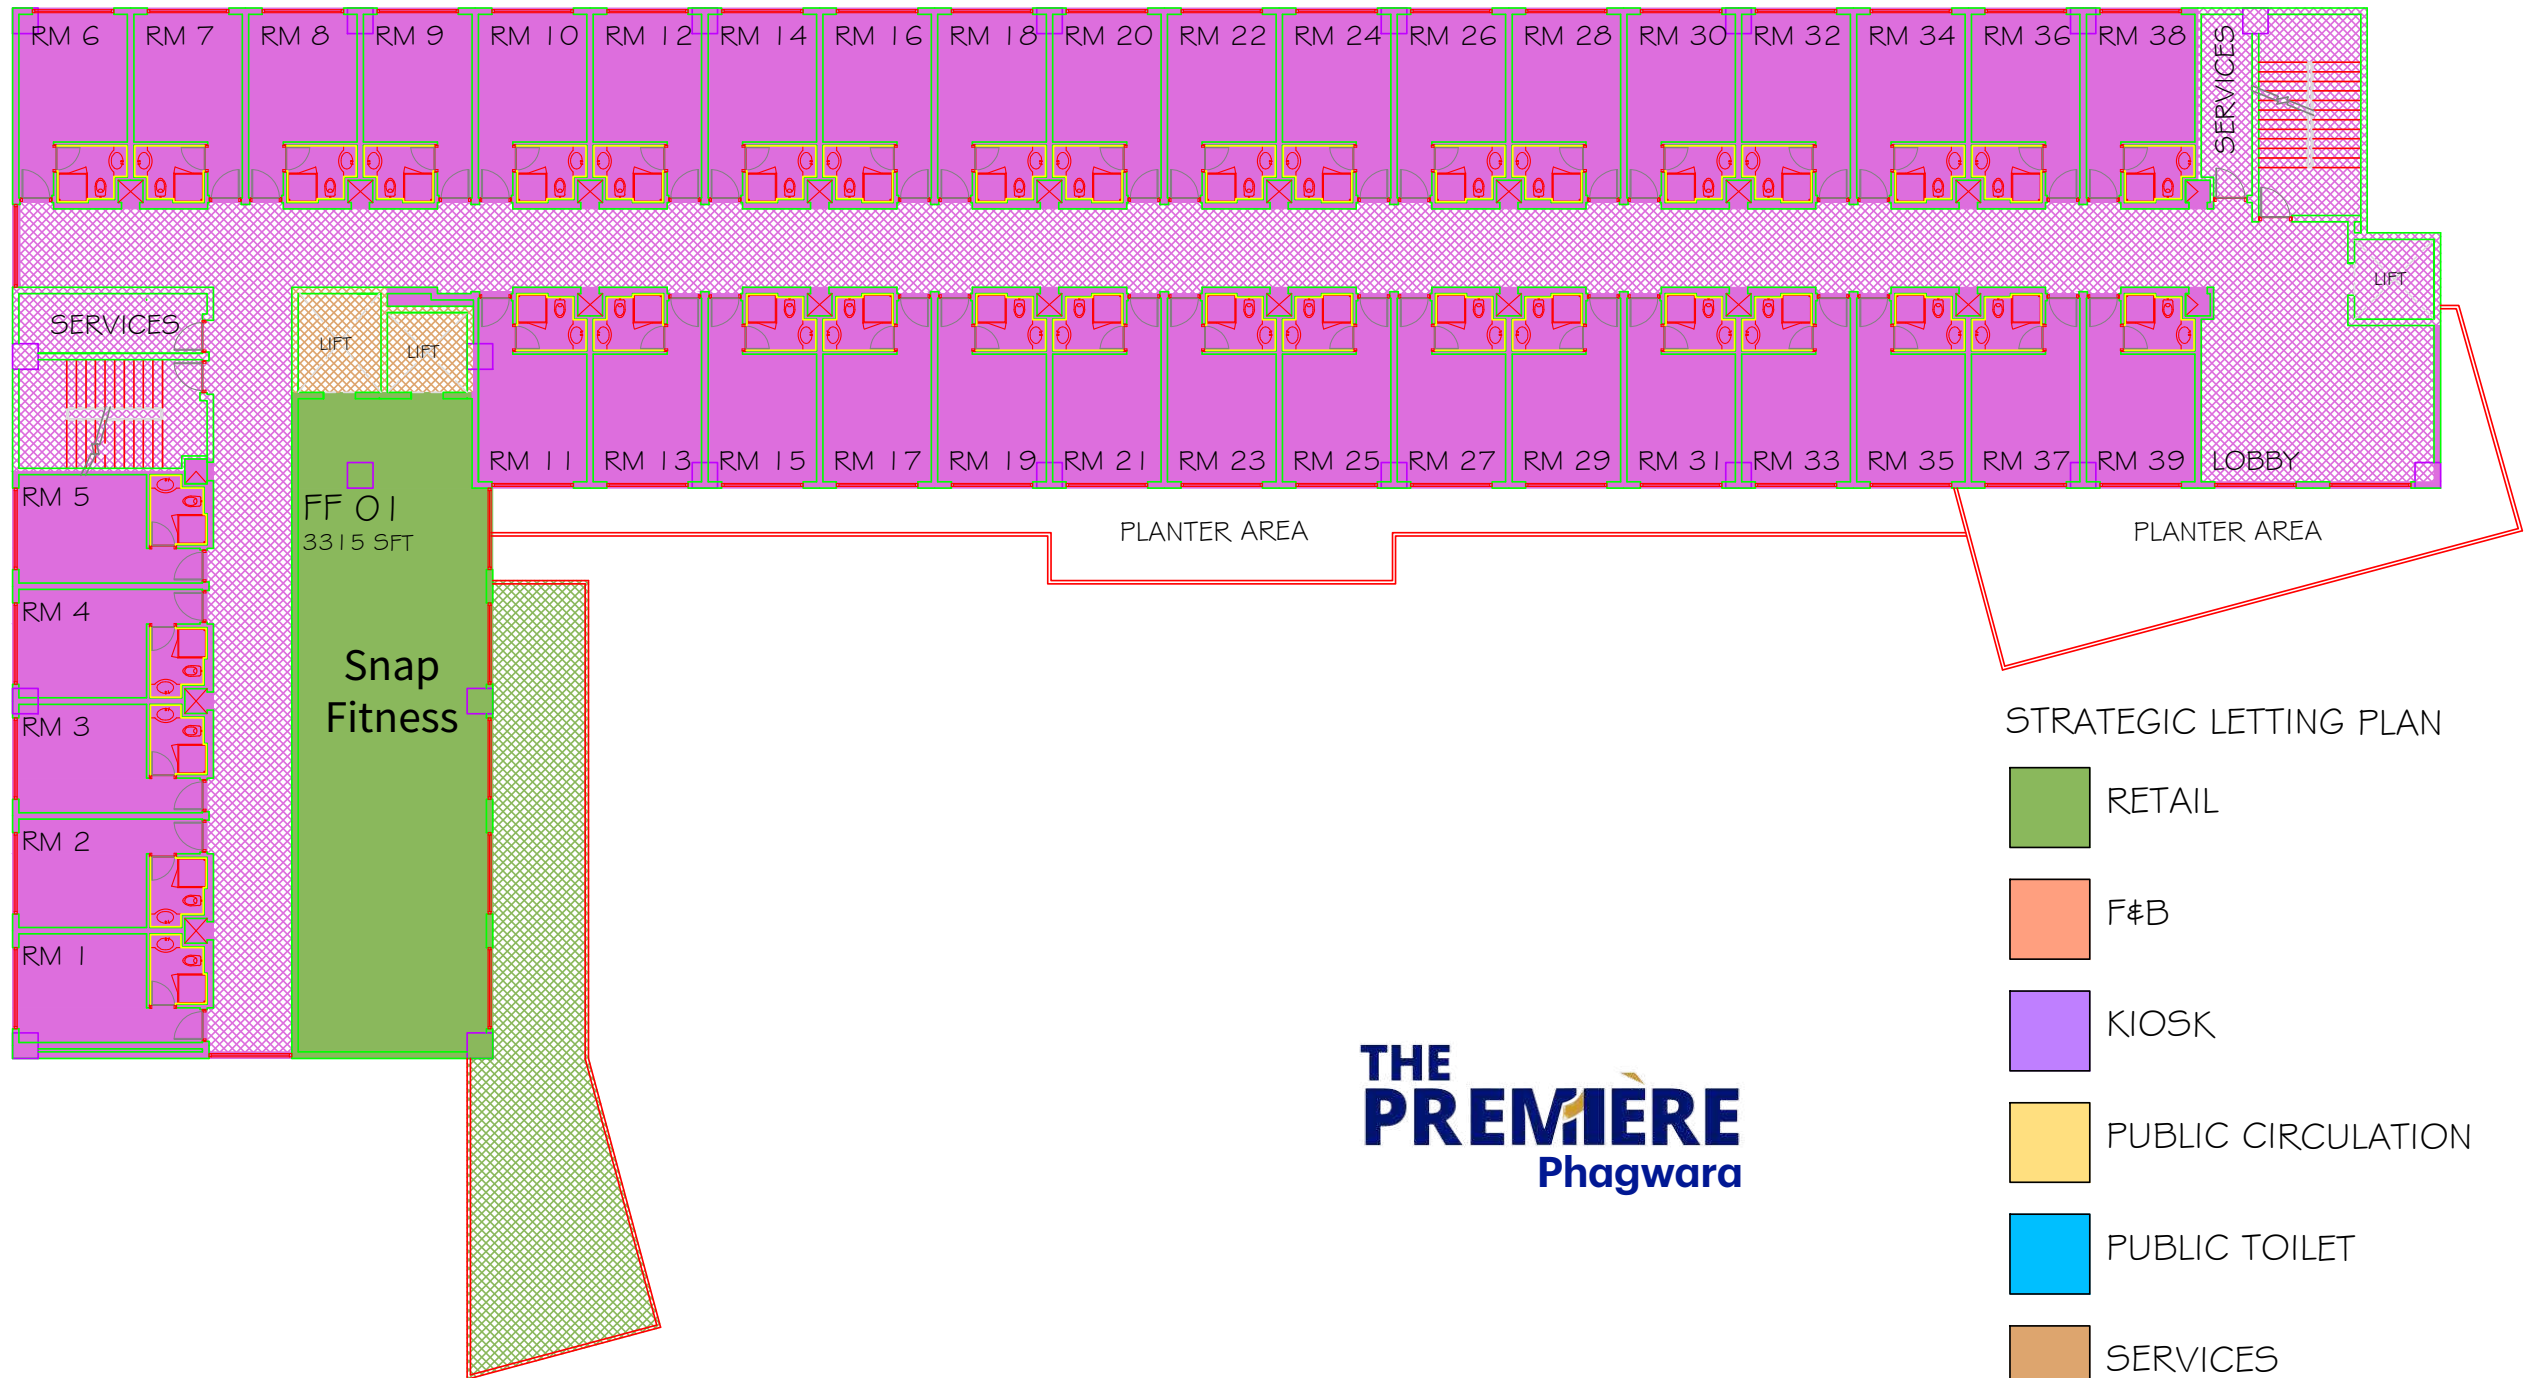 RM 6
RM 7
RM 8
RM 9
RM 10
RM 12
RM 14
RM 16
RM 18
RM 20
RM 22
RM 24
RM 26
RM 28
RM 30
RM 32
RM 34
RM 36
RM 38
SERVICES
LIFT
SERVICES
LIFT
LIFT
RM 11
RM 13
RM 15
RM 17
RM 19
RM 21
RM 23
RM 25
RM 27
RM 29
RM 31
RM 33
RM 35
RM 37
RM 39
LOBBY
RM 5
FF 01
3315 SFT
PLANTER AREA
PLANTER AREA
RM 4
Snap
Fitness
RM 3
RM 2
RM 1
STRATEGIC LETTING PLAN
RETAIL
F&B
KIOSK
PUBLIC CIRCULATION
PUBLIC TOILET
SERVICES
THE
PREMIÈRE
Phagwara